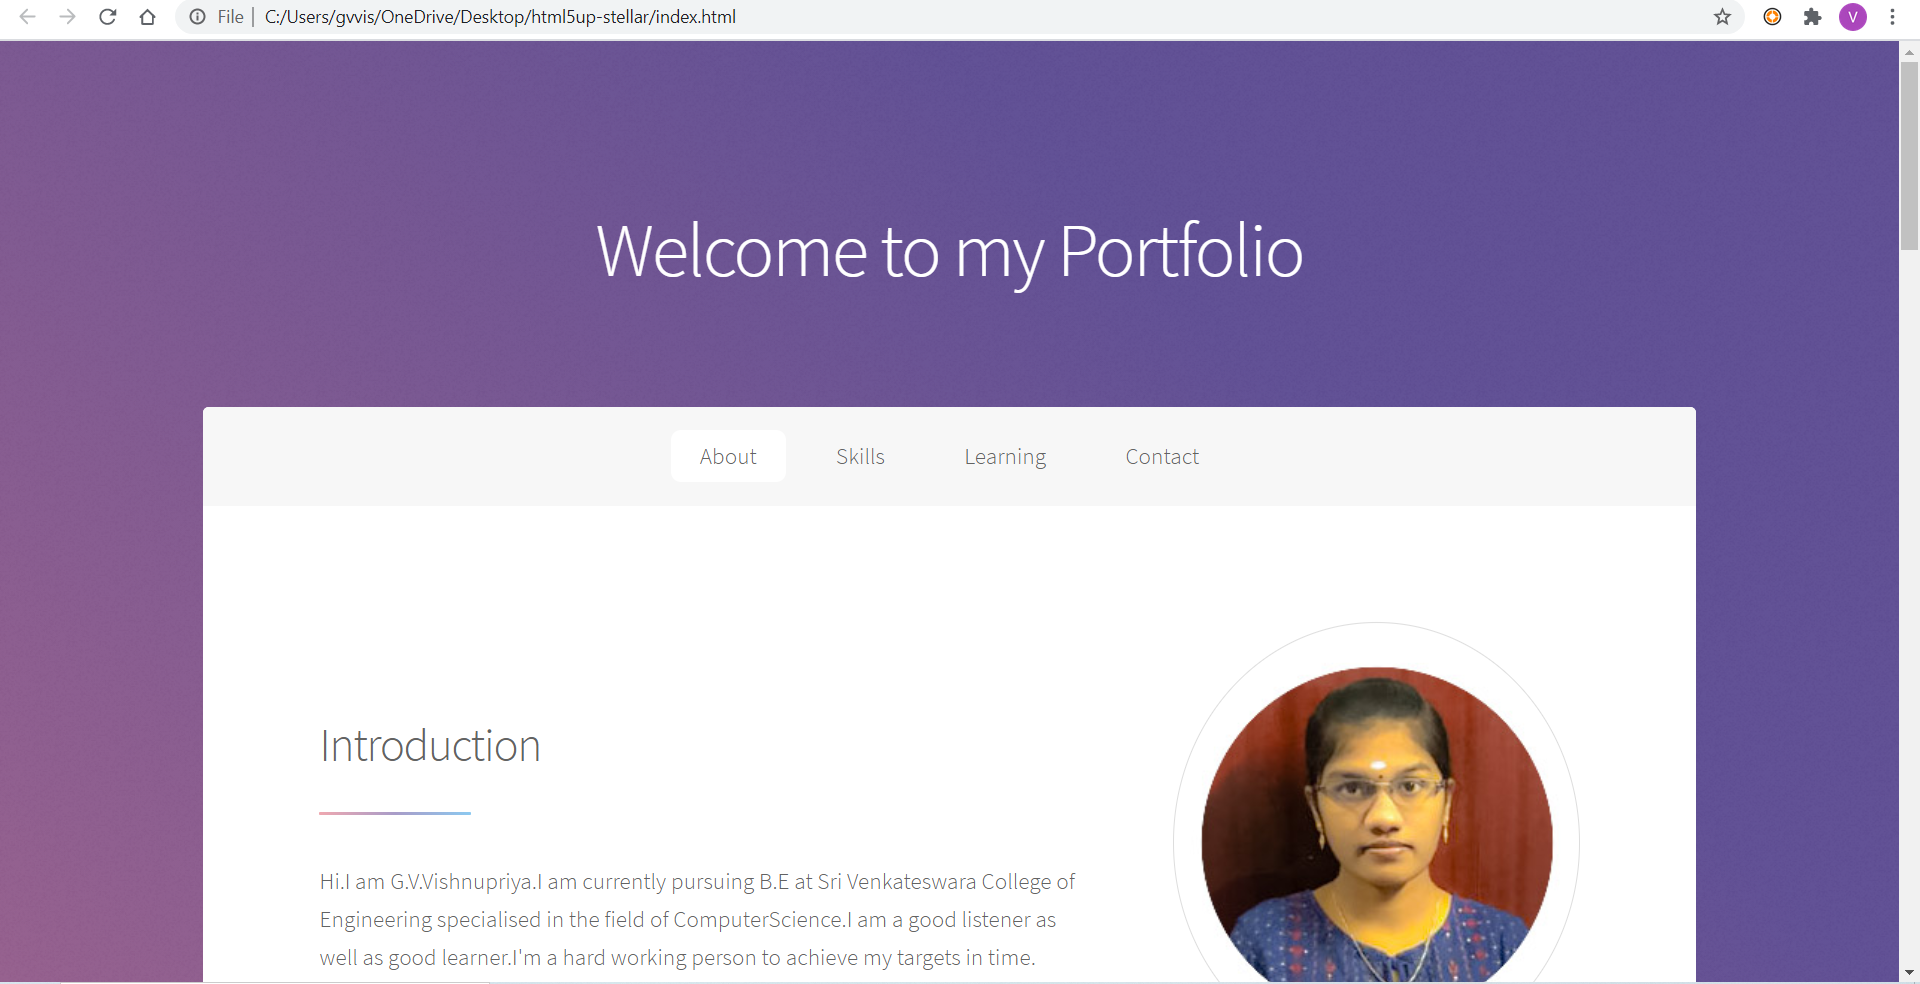 File | C:/Users/gvvis/OneDrive/Desktop/html5up-stellar/index.html
V
Welcome to my Portfolio
About Skills Learning Contact
Introduction
Hi.I am G.V.Vishnupriya.I am currently pursuing B.E at Sri Venkateswara College of
Engineering specialised in the field of ComputerScience.I am a good listener as
well as good learner.I'm a hard working person to achieve my targets in time.